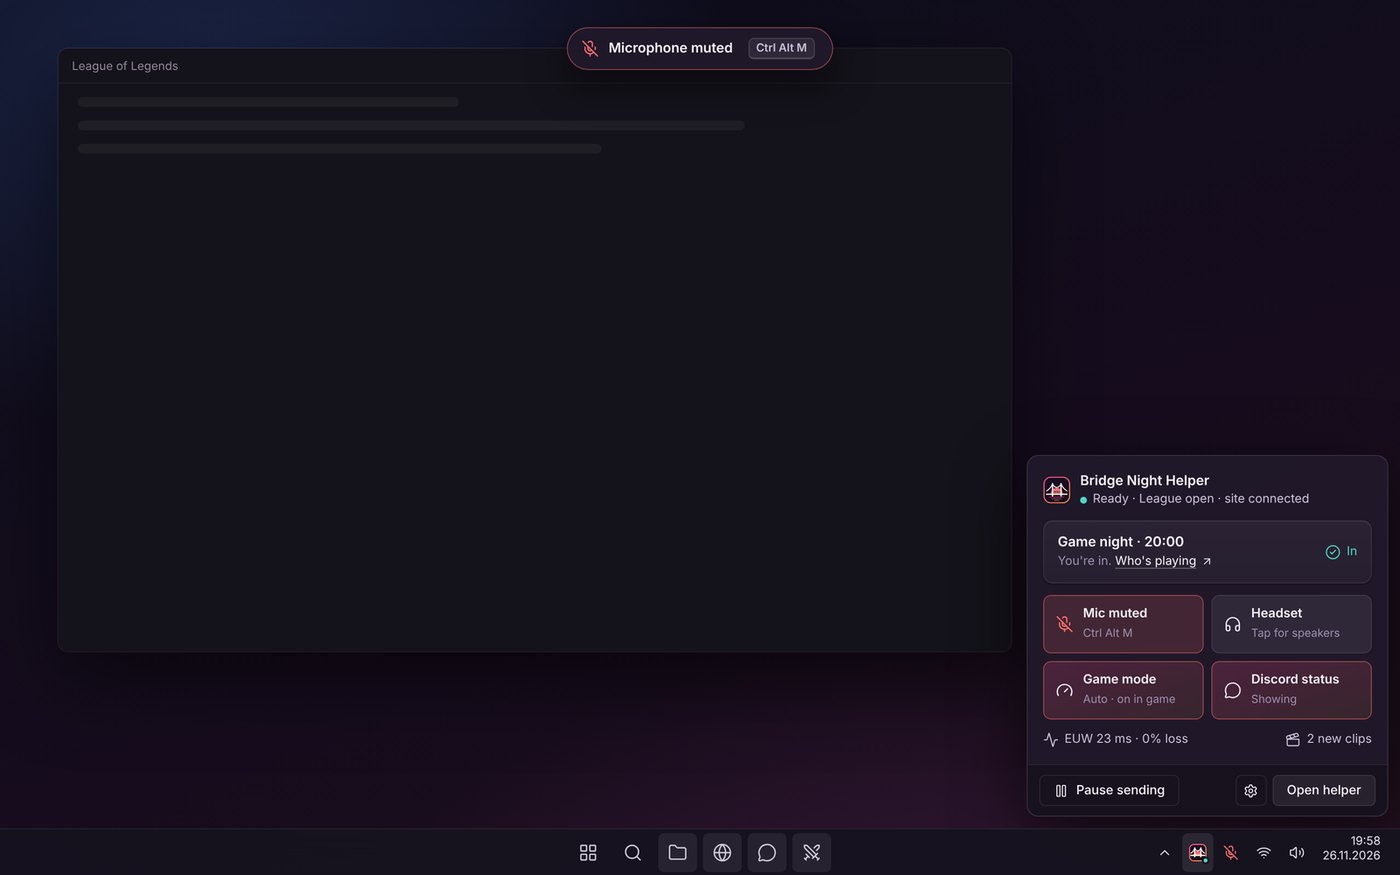 Microphone muted Ctrl Alt M
League of Legends
Bridge Night Helper
Ready · League open · site connected
Game night · 20:00
You're in. Who's playing
In
Mic muted
Ctrl Alt M
Headset
Tap for speakers
Game mode
Auto · on in game
Discord status
Showing
EUW 23 ms · 0% loss
2 new clips
Pause sending
Open helper
19:58
26.11.2026